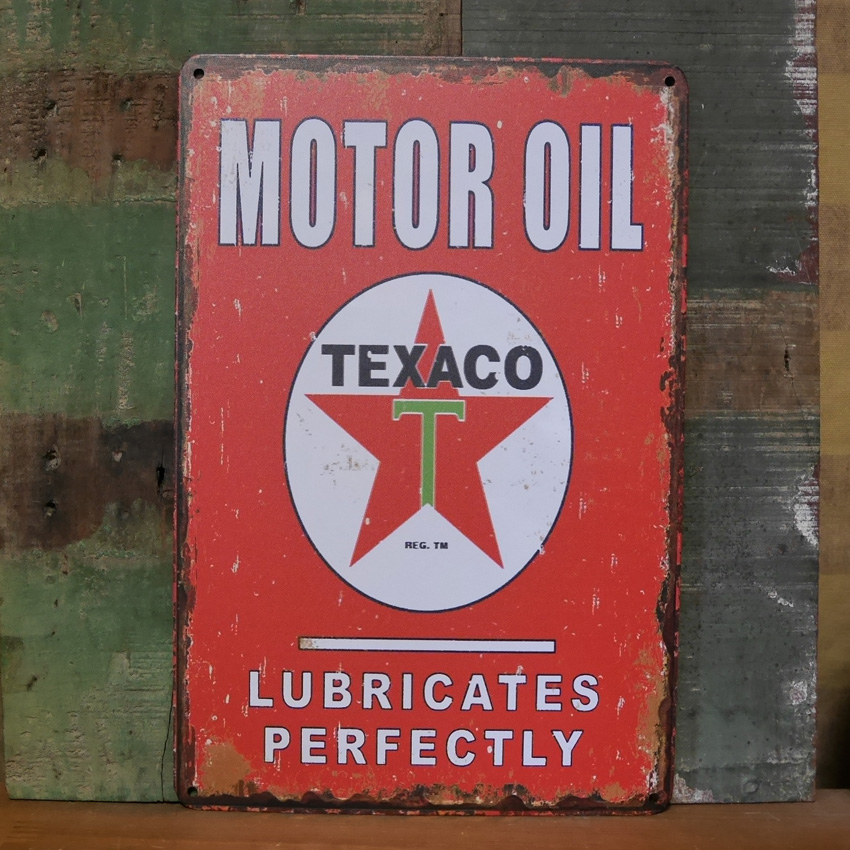 MOTOR OIL
TEXACO
T
REG. TM
LUBRICATES
PERFECTLY